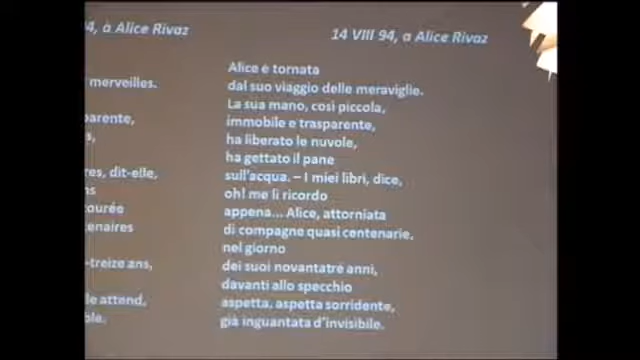 4, à Alice Rivaz
merveilles.
parente,
s,
res, dit-elle,
ns
tourée
enaires
-treize ans,
le attend,
ble.
14 VIII 94, a Alice Rivaz
Alice è tornata
dal suo viaggio delle meraviglie.
La sua mano, così piccola,
immobile e trasparente,
ha liberato le nuvole,
ha gettato il pane
sull'acqua. – I miei libri, dice,
oh! me li ricordo
appena... Alice, attorniata
di compagne quasi centenarie,
nel giorno
dei suoi novantatré anni,
davanti allo specchio
aspetta, aspetta sorridente,
già inguantata d'invisibile.